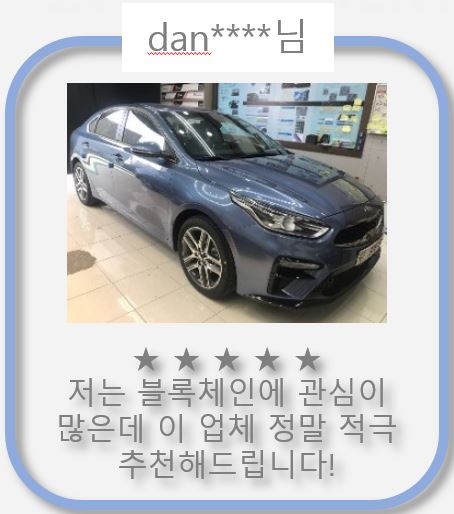 dan****님
★ ★ ★ ★ ★
저는 블록체인에 관심이
많은데 이 업체 정말 적극
추천해드립니다!